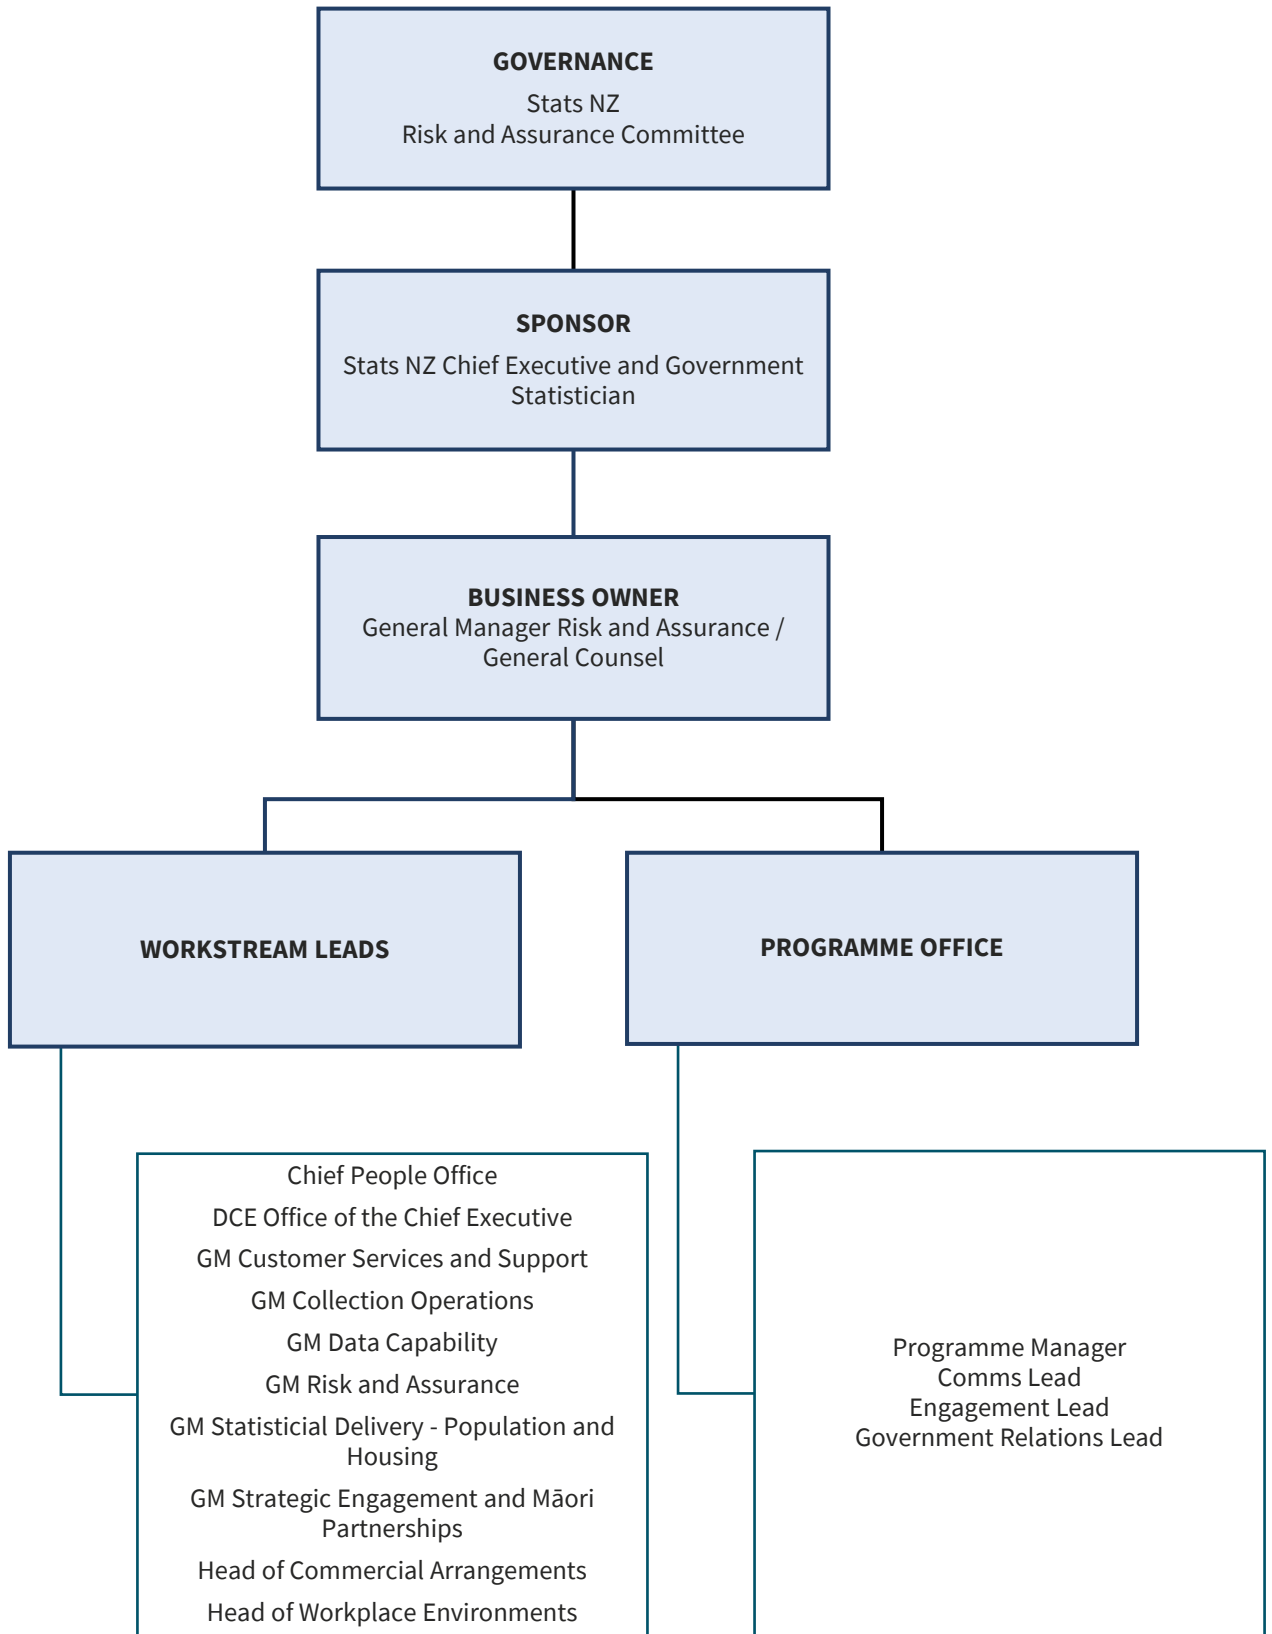 GOVERNANCE
Stats NZ
Risk and Assurance Committee
SPONSOR
Stats NZ Chief Executive and Government
Statistician
BUSINESS OWNER
General Manager Risk and Assurance /
General Counsel
WORKSTREAM LEADS
PROGRAMME OFFICE
Chief People Office
DCE Office of the Chief Executive
GM Customer Services and Support
GM Collection Operations
GM Data Capability
GM Risk and Assurance
GM Statisticial Delivery - Population and
Housing
GM Strategic Engagement and Māori
Partnerships
Head of Commercial Arrangements
Head of Workplace Environments
Programme Manager
Comms Lead
Engagement Lead
Government Relations Lead